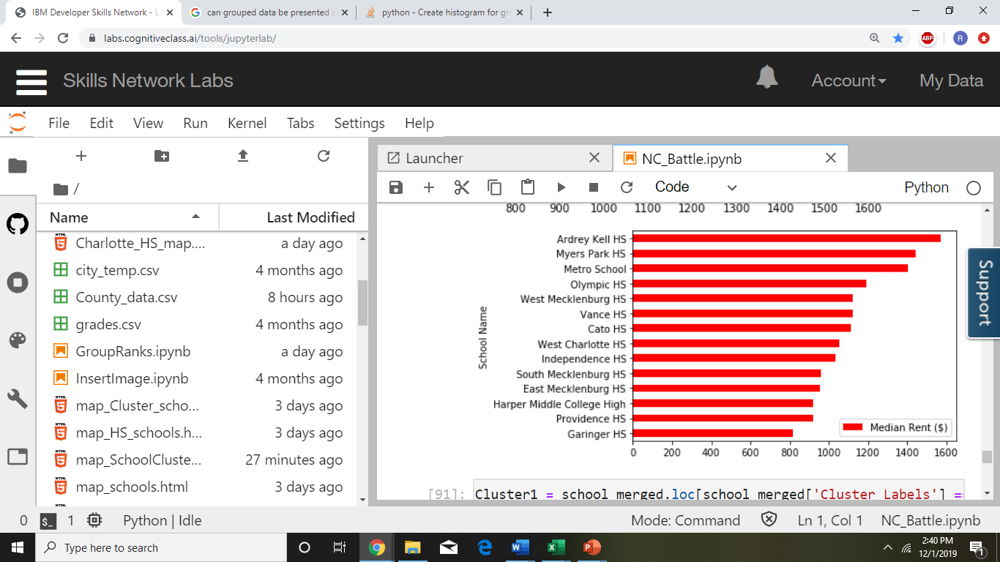 IBM Developer Skills Network - L
can grouped data be presented
python - Create histogram for gr
labs.cognitiveclass.ai/tools/jupyterlab/
ABP
R
Skills Network Labs
Account
My Data
File Edit View Run Kernel Tabs Settings Help
/
Name Last Modified
Charlotte_HS_map.... a day ago
city_temp.csv 4 months ago
County_data.csv 8 hours ago
grades.csv 4 months ago
GroupRanks.ipynb a day ago
InsertImage.ipynb 4 months ago
map_Cluster_scho... 3 days ago
map_HS_schools.h... 3 days ago
map_SchoolCluste... 27 minutes ago
map_schools.html 3 days ago
Launcher
NC_Battle.ipynb
Code
Python
800 900 1000 1100 1200 1300 1400 1500 1600
School Name
Ardrey Kell HS
Myers Park HS
Metro School
Olympic HS
West Mecklenburg HS
Vance HS
Cato HS
West Charlotte HS
Independence HS
South Mecklenburg HS
East Mecklenburg HS
Harper Middle College High
Providence HS
Garinger HS
Median Rent ($)
0 200 400 600 800 1000 1200 1400 1600
[91]: Cluster1 = school_merged.loc[school_merged['Cluster Labels'] ==
Support
0 $_ 1 Python | Idle
Mode: Command
Ln 1, Col 1
NC_Battle.ipynb
Type here to search
2:40 PM
12/1/2019
1